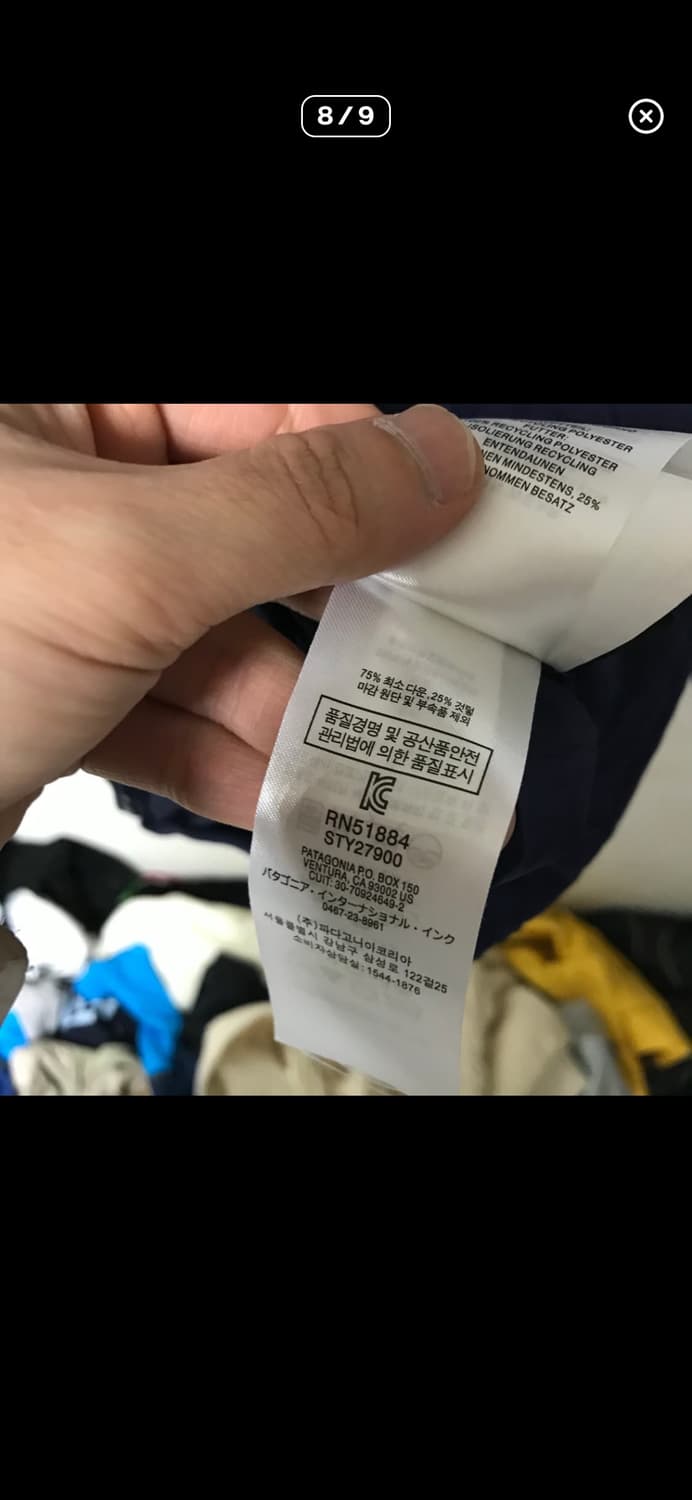 8/9
RECYCLING POLYESTER
FUTTER:
RECYCLING POLYESTER
ISOLIERUNG RECYCLING
ENTENDAUNEN
MINDESTENS, 25%
BESATZ
75% 최소 다운, 25% 깃털
마감 원단 및 부속품 제외
품질경영 및 공산품안전
관리법에 의한 품질표시
RN51884
STY27900
PATAGONIA P.O. BOX 150
VENTURA, CA 93002 US
CUIT: 30-70924649-2
パタゴニア・インターナショナル・インク
0467-23-8961
(주)파타고니아코리아
서울특별시 강남구 삼성로 122길25
소비자상담실: 1544-1876